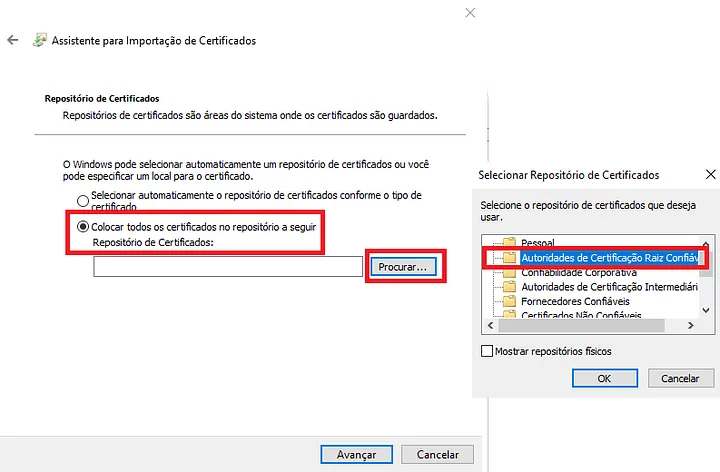 Assistente para Importação de Certificados
Repositório de Certificados
Repositórios de certificados são áreas do sistema onde os certificados são guardados.
O Windows pode selecionar automaticamente um repositório de certificados ou você
pode especificar um local para o certificado.
Selecionar automaticamente o repositório de certificados conforme o tipo de
certificado
Colocar todos os certificados no repositório a seguir
Repositório de Certificados:
Procurar...
Avançar
Cancelar
Selecionar Repositório de Certificados
Selecione o repositório de certificados que deseja
usar.
Pessoal
Autoridades de Certificação Raiz Confiáv
Confiabilidade Corporativa
Autoridades de Certificação Intermediári
Fornecedores Confiáveis
Certificados Não Confiáveis
Mostrar repositórios físicos
OK
Cancelar